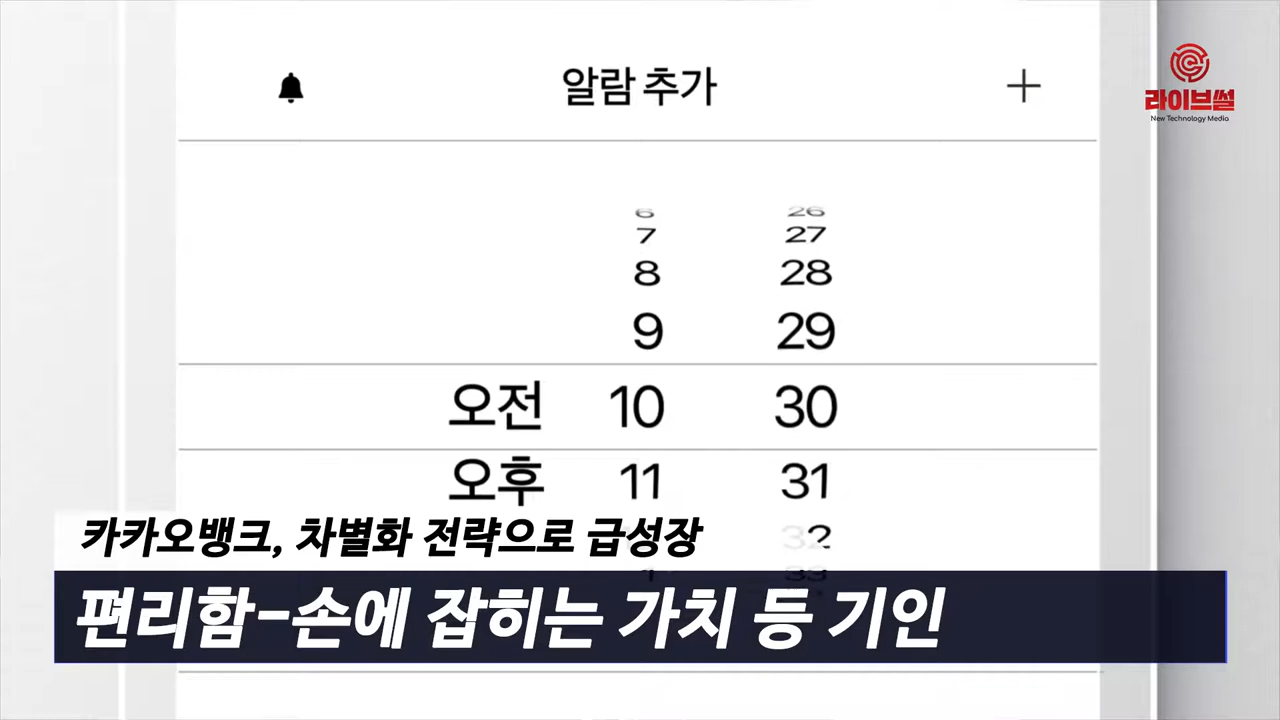 알람 추가
라이브썰
New Technology Media
6 26
7 27
8 28
9 29
오전 10 30
오후 11 31
32
카카오뱅크, 차별화 전략으로 급성장
33
편리함-손에 잡히는 가치 등 기인